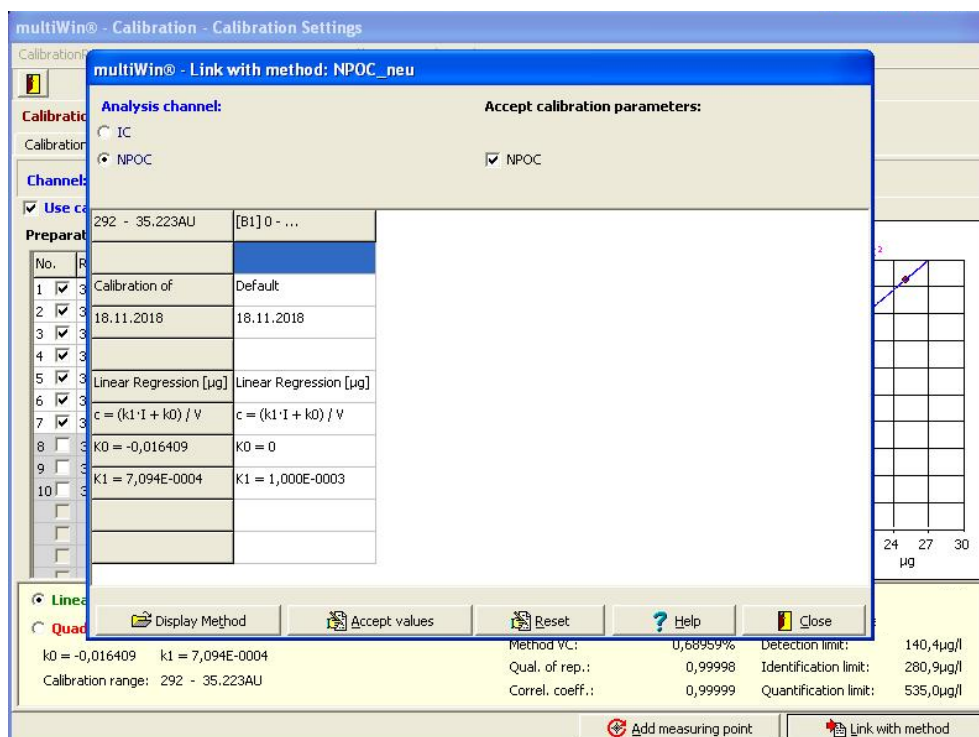 multiWin® - Calibration - Calibration Settings
multiWin® - Link with method: NPOC_neu
Analysis channel:
Accept calibration parameters:
IC
NPOC
NPOC
Channel:
Use
292 - 35.223AU [B1] 0 - ...
No.
Calibration of Default
18.11.2018 18.11.2018
Linear Regression [µg] Linear Regression [µg]
c = (k1·I + k0) / V c = (k1·I + k0) / V
K0 = -0,016409 K0 = 0
K1 = 7,094E-0004 K1 = 1,000E-0003
1
2
3
4
5
6
7
8
9
10
24 27 30
µg
Display Method Accept values Reset Help Close
k0 = -0,016409 k1 = 7,094E-0004
Calibration range: 292 - 35.223AU
Method VC: 0,68959% Detection limit: 140,4µg/l
Qual. of rep.: 0,99998 Identification limit: 280,9µg/l
Correl. coeff.: 0,99999 Quantification limit: 535,0µg/l
Add measuring point Link with method